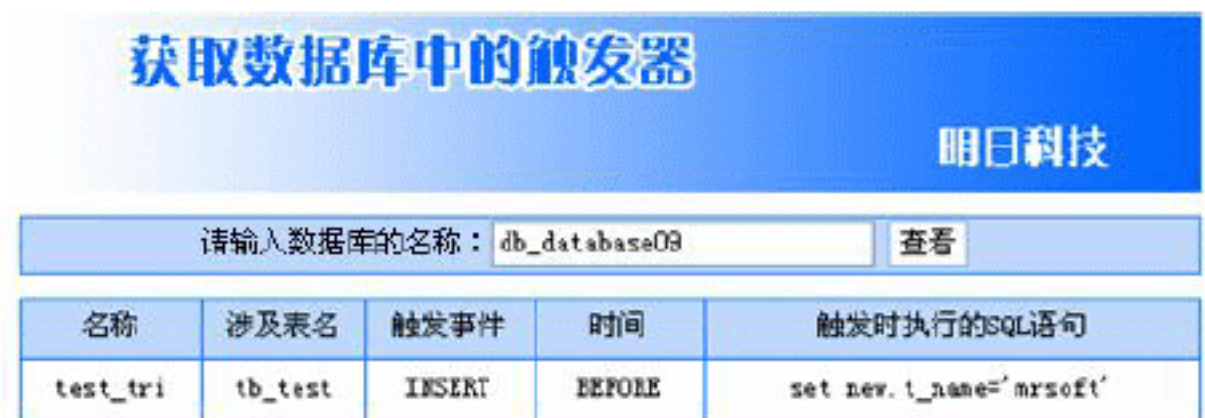 获取数据库中的触发器
明日科技
请输入数据库的名称：db_database09 查看
名称 涉及表名 触发事件 时间 触发时执行的SQL语句
test_tri tb_test INSERT BEFORE set new.t_name='mrsoft'